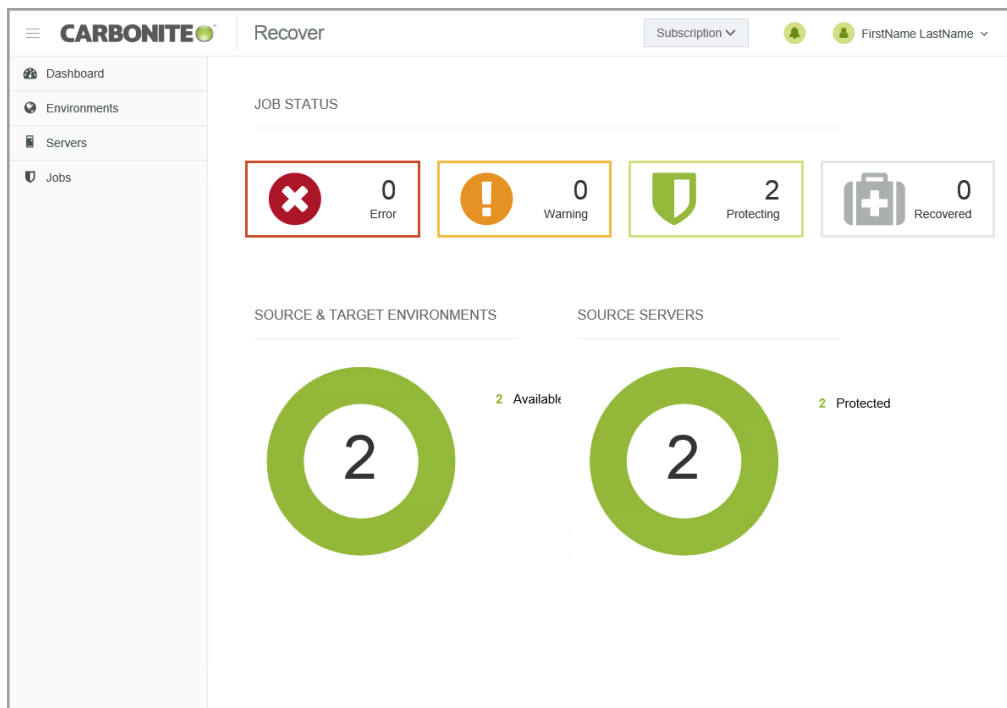 CARBONITE
Recover
Subscription
FirstName LastName
Dashboard
Environments
Servers
Jobs
JOB STATUS
0
Error
0
Warning
2
Protecting
0
Recovered
SOURCE & TARGET ENVIRONMENTS
2 Available
2
SOURCE SERVERS
2 Protected
2